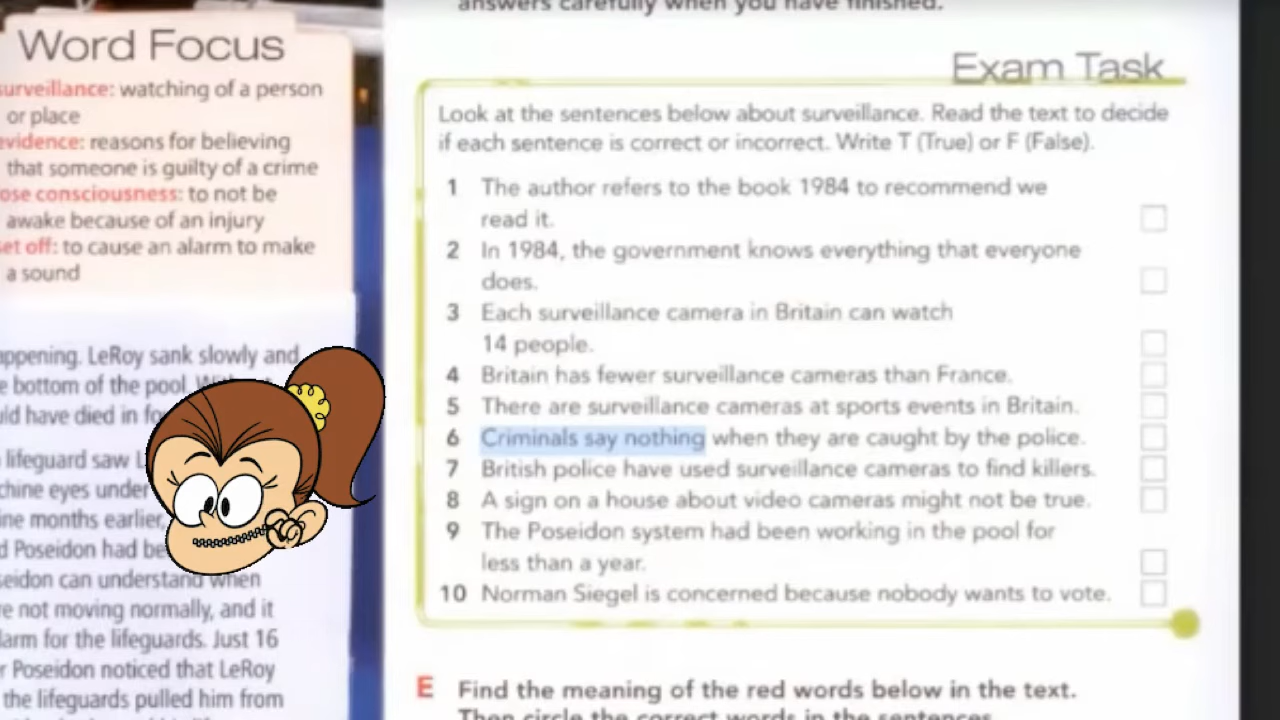 answers carefully when you have finished.
Word Focus
surveillance: watching of a person
or place
evidence: reasons for believing
that someone is guilty of a crime
ose consciousness: to not be
awake because of an injury
set off: to cause an alarm to make
a sound
appening. LeRoy sank slowly and
e bottom of the pool.
uld have died in
lifeguard saw
chine eyes under
ine months earlier,
d Poseidon had be
seidon can understand when
re not moving normally, and it
larm for the lifeguards. Just 16
r Poseidon noticed that LeRoy
the lifeguards pulled him from
Exam Task
Look at the sentences below about surveillance. Read the text to decide
if each sentence is correct or incorrect. Write T (True) or F (False).
1 The author refers to the book 1984 to recommend we
read it.
2 In 1984, the government knows everything that everyone
does.
3 Each surveillance camera in Britain can watch
14 people.
4 Britain has fewer surveillance cameras than France.
5 There are surveillance cameras at sports events in Britain.
6 Criminals say nothing when they are caught by the police.
7 British police have used surveillance cameras to find killers.
8 A sign on a house about video cameras might not be true.
9 The Poseidon system had been working in the pool for
less than a year.
10 Norman Siegel is concerned because nobody wants to vote.
E Find the meaning of the red words below in the text.
Then circle the correct words in the sentences.